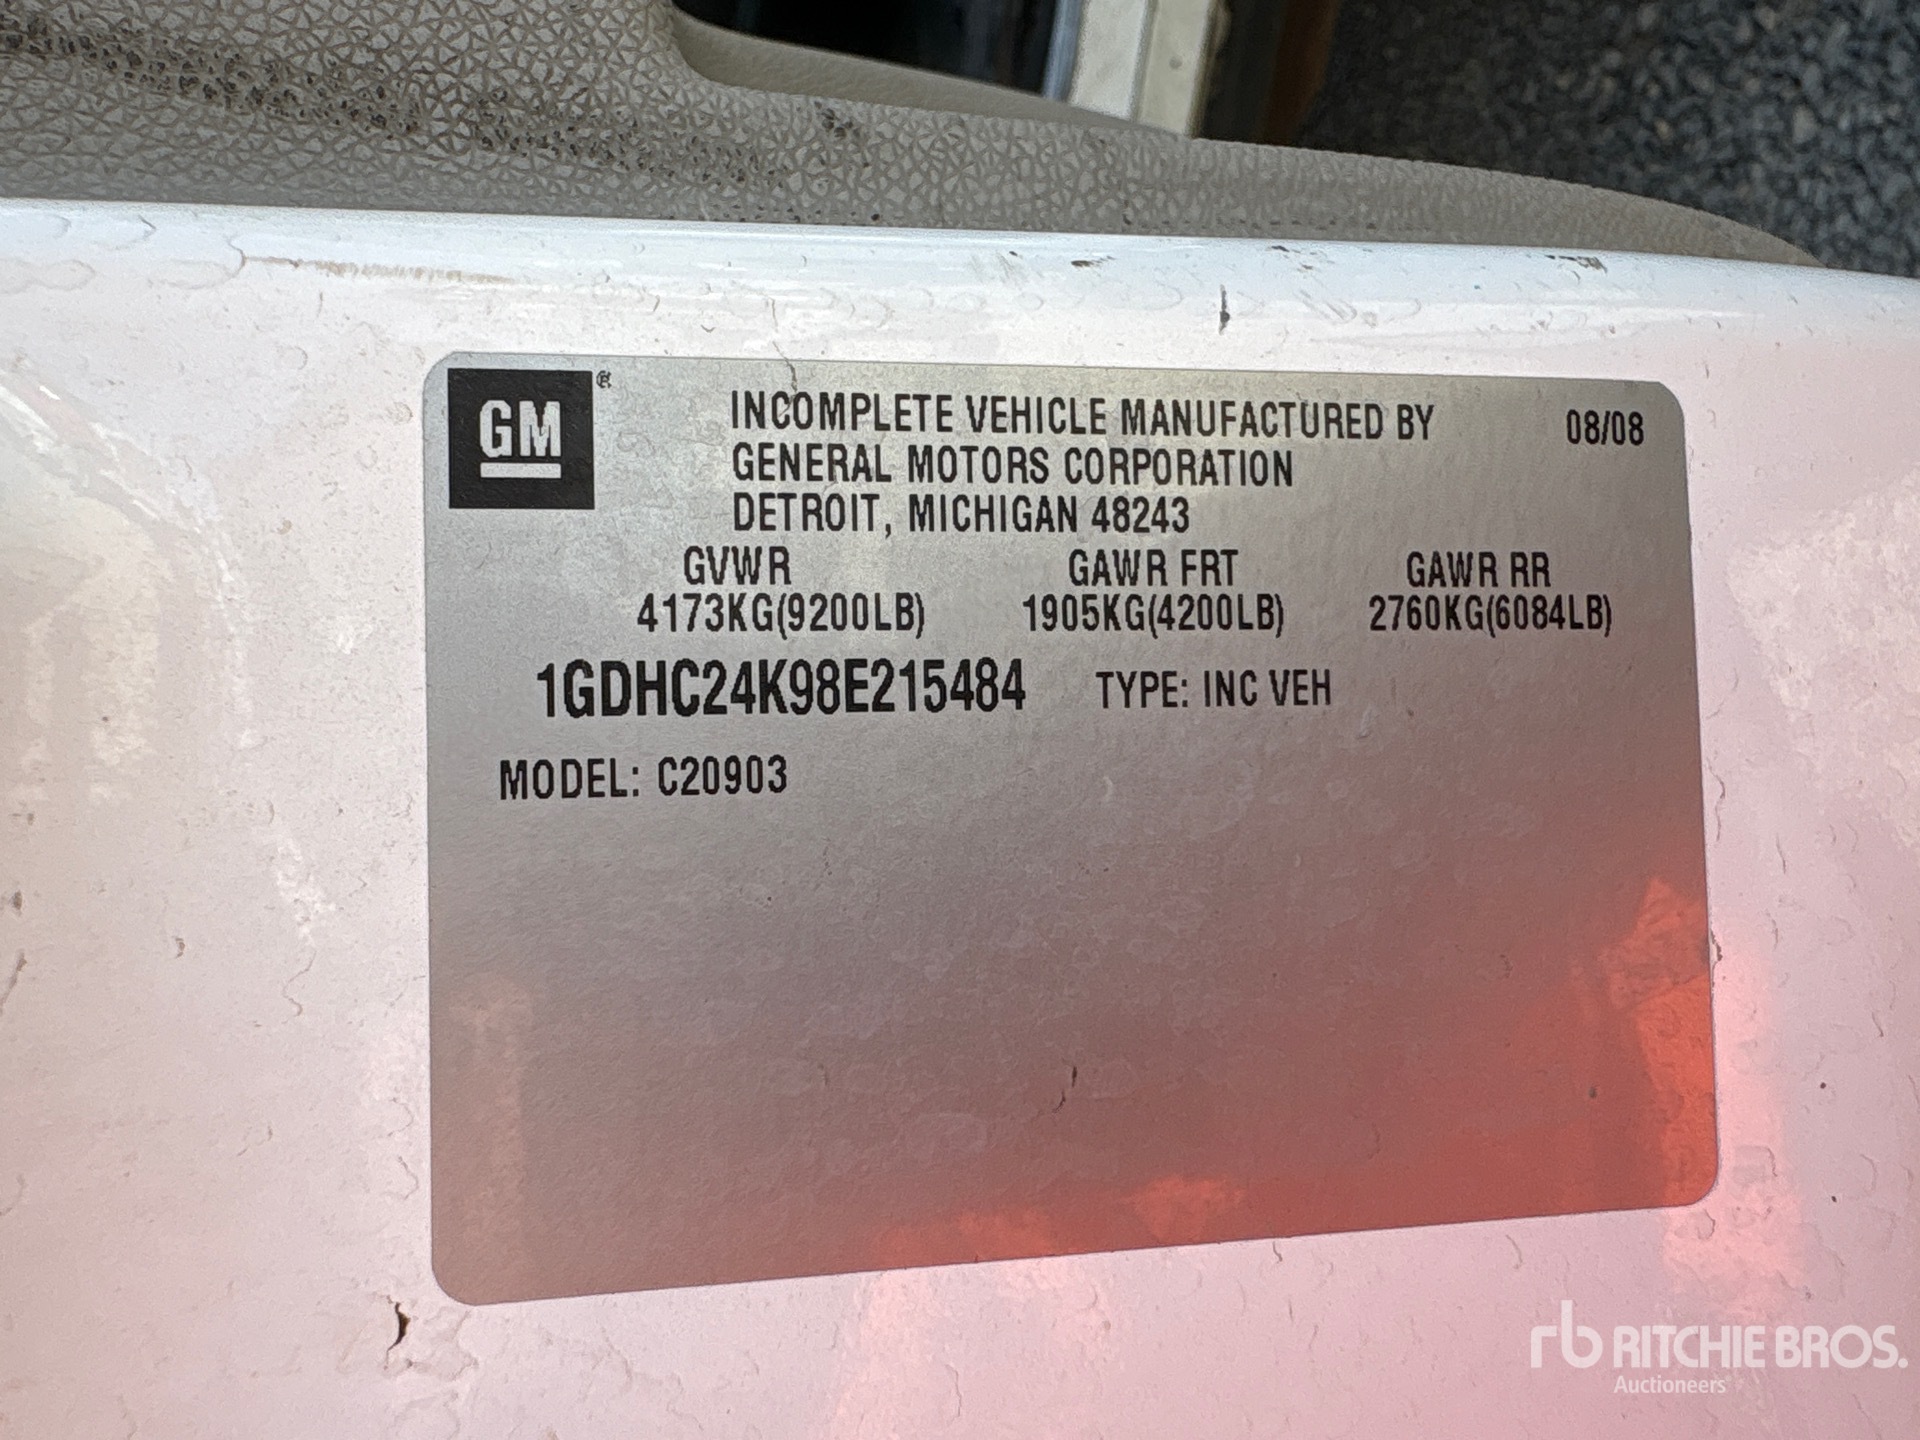 GM ®
INCOMPLETE VEHICLE MANUFACTURED BY 08/08
GENERAL MOTORS CORPORATION
DETROIT, MICHIGAN 48243
GVWR GAWR FRT GAWR RR
4173KG(9200LB) 1905KG(4200LB) 2760KG(6084LB)
1GDHC24K98E215484 TYPE: INC VEH
MODEL: C20903
rb RITCHIE BROS.
Auctioneers